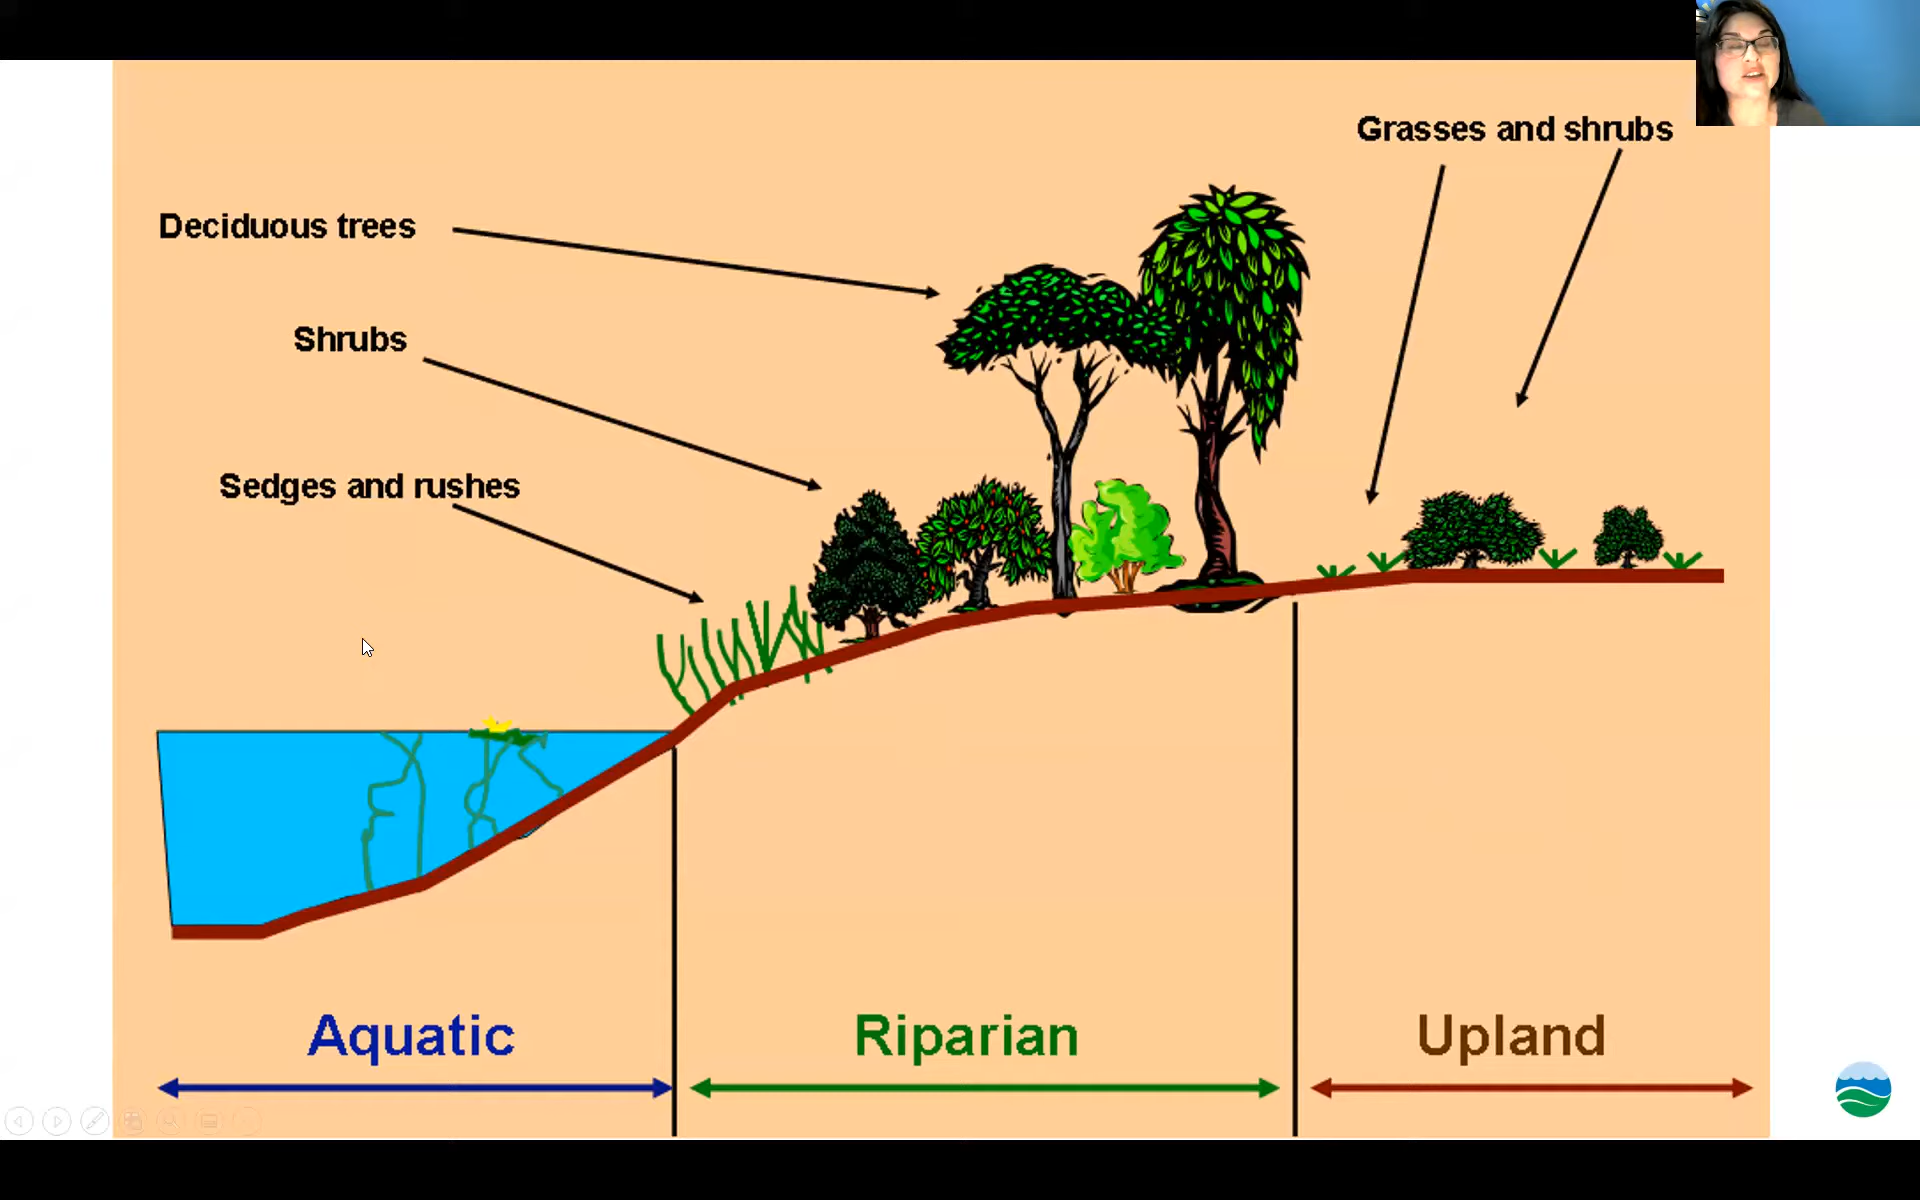 Grasses and shrubs
Deciduous trees
Shrubs
Sedges and rushes
Aquatic
Riparian
Upland